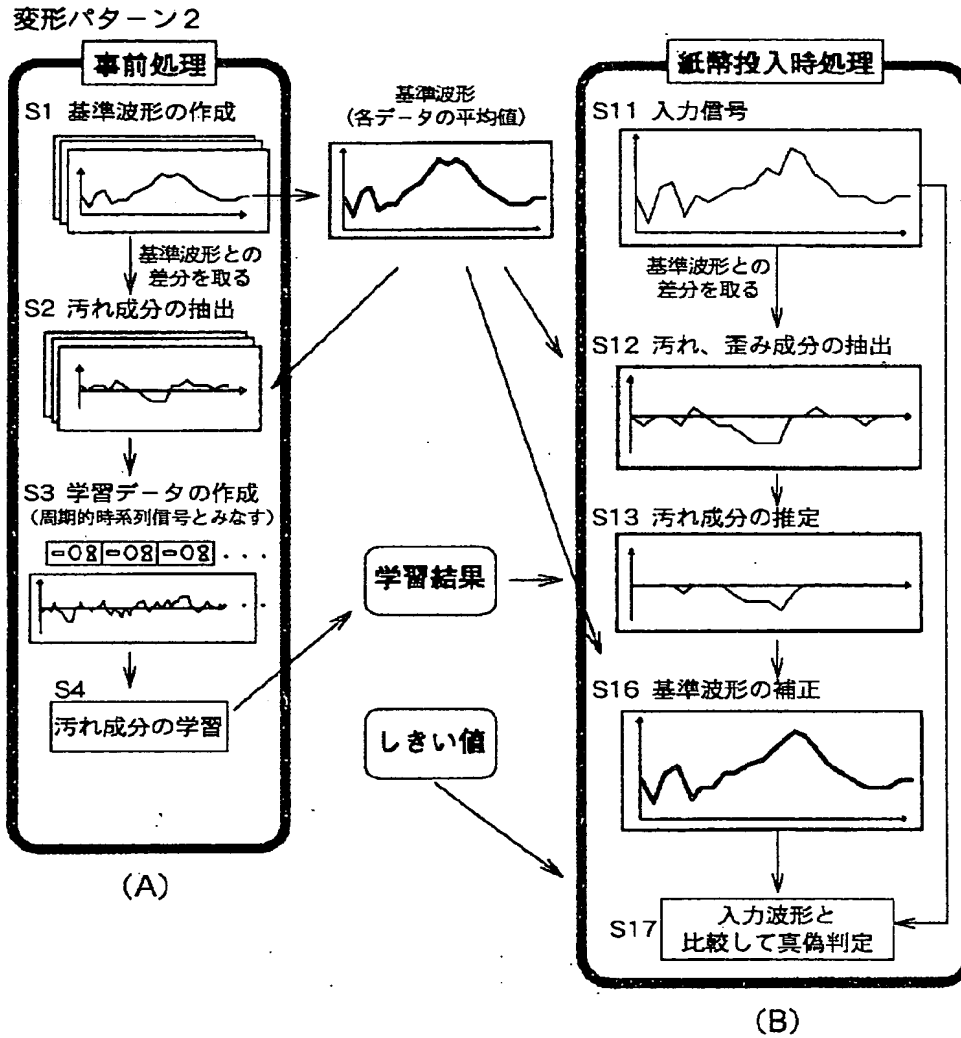 変形パターン2
事前処理
S1 基準波形の作成
基準波形との
差分を取る
S2 汚れ成分の抽出
S3 学習データの作成
(周期的時系列信号とみなす)
・・・
・・
S4
汚れ成分の学習
(A)
基準波形
(各データの平均値)
学習結果
しきい値
紙幣投入時処理
S11 入力信号
基準波形との
差分を取る
S12 汚れ、歪み成分の抽出
S13 汚れ成分の推定
S16 基準波形の補正
S17
入力波形と
比較して真偽判定
(B)